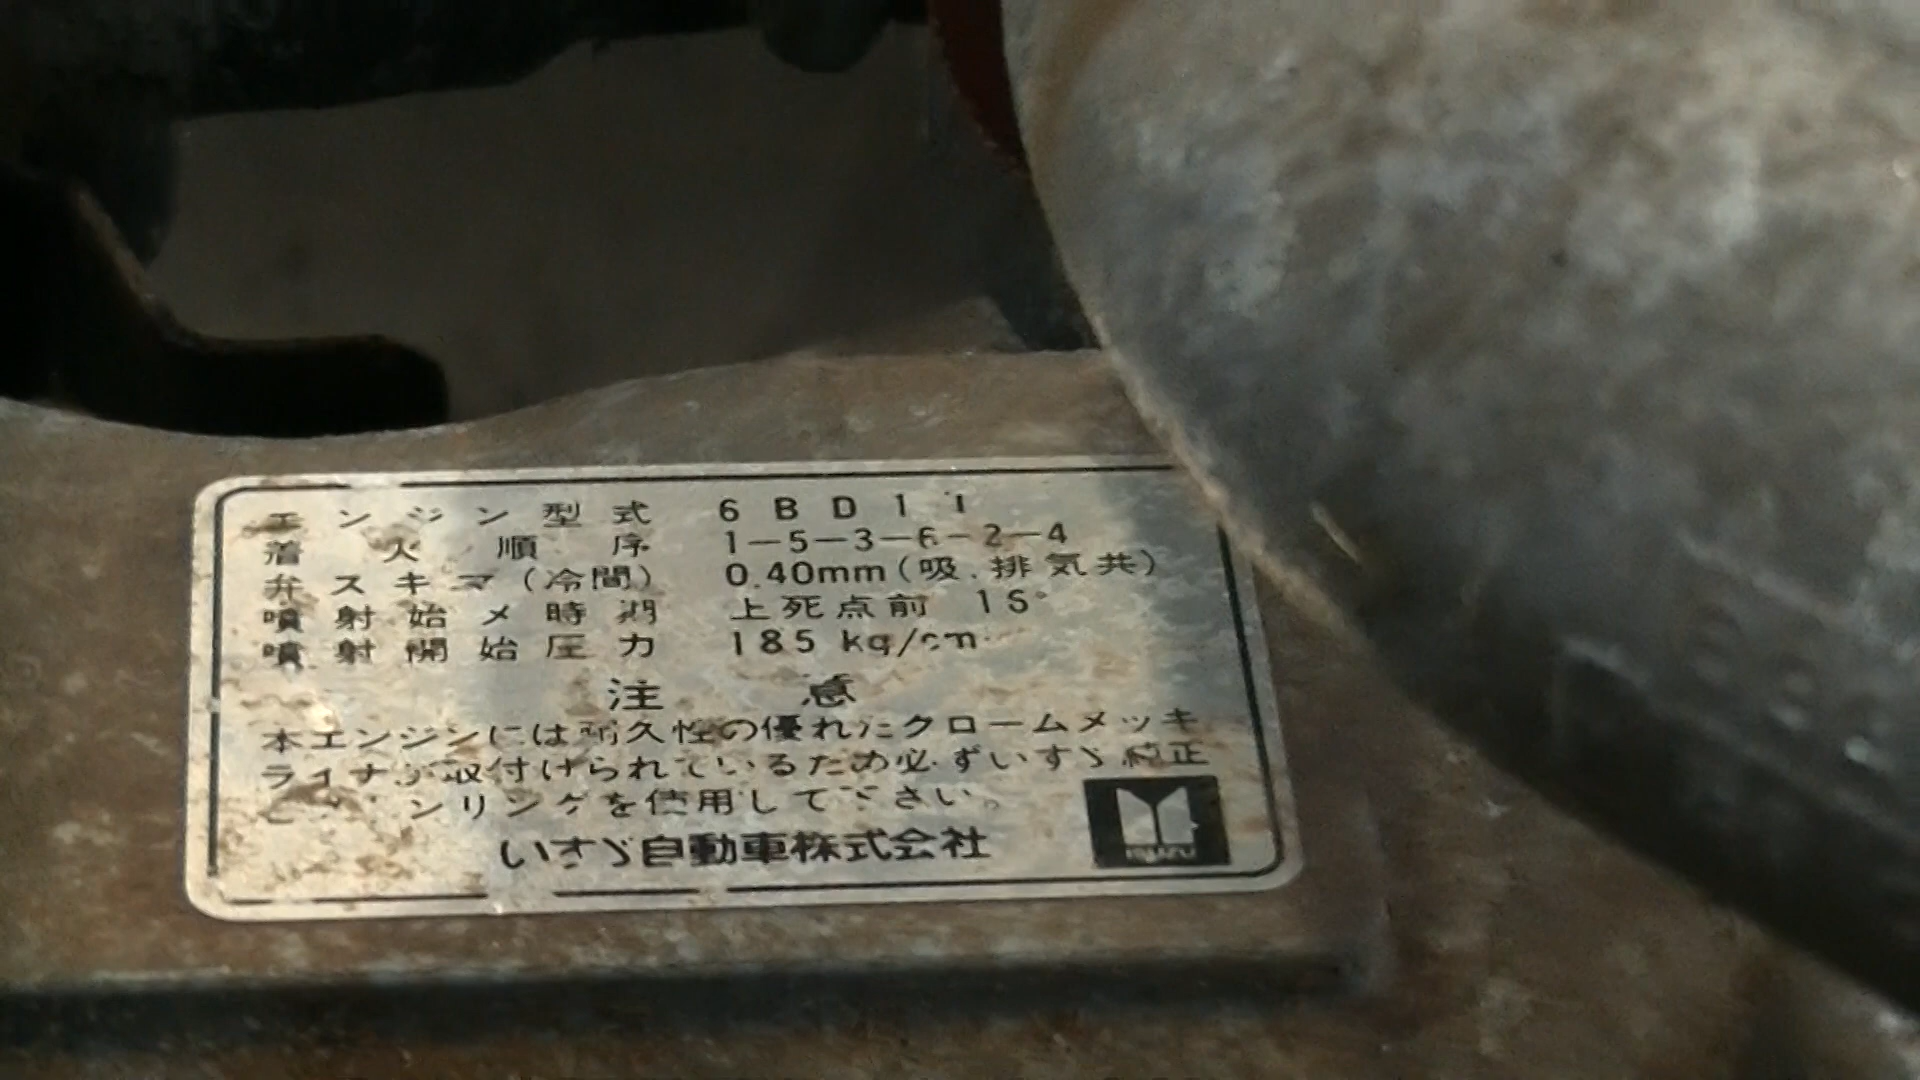 エンジン型式 6BD1T
着火順序 1-5-3-6-2-4
弁スキマ(冷間) 0.40mm(吸.排気共)
噴射始メ時期 上死点前 15°
噴射開始圧力 185 kg/cm
注意
本エンジンには耐久性の優れたクロームメッキ
ライナが取付けられているため必ずいすゞ純正
ンリングを使用して下さい。
いすゞ自動車株式会社
ISUZU